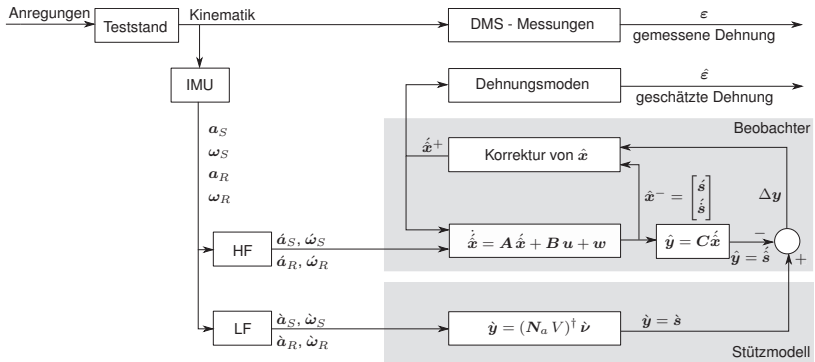 Anregungen
Teststand
Kinematik
DMS - Messungen
ε
gemessene Dehnung
IMU
Dehnungsmoden
ε̂
geschätzte Dehnung
a_S
ω_S
a_R
ω_R
Beobachter
x̂́⁺
Korrektur von x̂
x̂⁻ = [ś ṡ́]
Δy
HF
á_S, ώ_S
á_R, ώ_R
ẋ̂́ = A x̂́ + B u + w
ŷ = C x̂́
−
ŷ = ŝ́
+
LF
à_S, ὼ_S
à_R, ὼ_R
ỳ = (N_a V)† ν̀
ỳ = s̀
Stützmodell